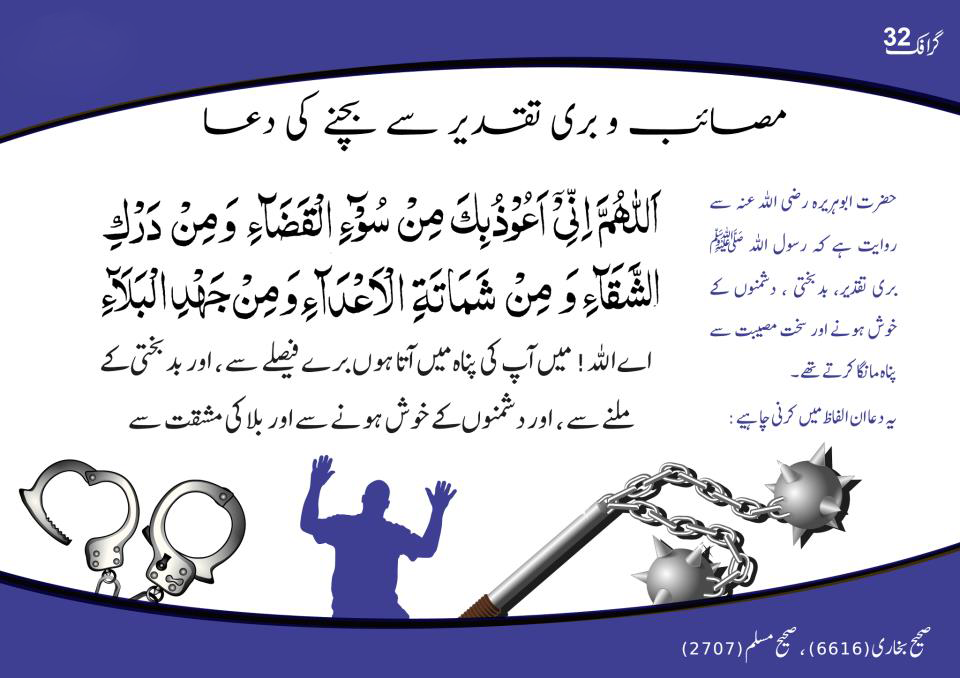 گرافک 32
مصائب و بری تقدیر سے بچنے کی دعا
حضرت ابوہریرہ رضی اللہ عنہ سے
روایت ہے کہ رسول اللہ ﷺ
بری تقدیر، بدبختی ، دشمنوں کے
خوش ہونے اور سخت مصیبت سے
پناہ مانگا کرتے تھے۔
یہ دعا ان الفاظ میں کرنی چاہیے :
اَللّٰهُمَّ اِنِّیْٓ اَعُوْذُبِكَ مِنْ سُوْٓءِ الْقَضَآءِ وَمِنْ دَرْكِ
الشَّقَآءِ وَ مِنْ شَمَاتَةِ الْاَعْدَآءِ وَمِنْ جَهْدِ الْبَلَآءِ
اے اللہ ! میں آپ کی پناہ میں آتا ہوں برے فیصلے سے ، اور بدبختی کے
ملنے سے ، اور دشمنوں کے خوش ہونے سے اور بلا کی مشقت سے
صحیح بخاری (6616) ، صحیح مسلم (2707)